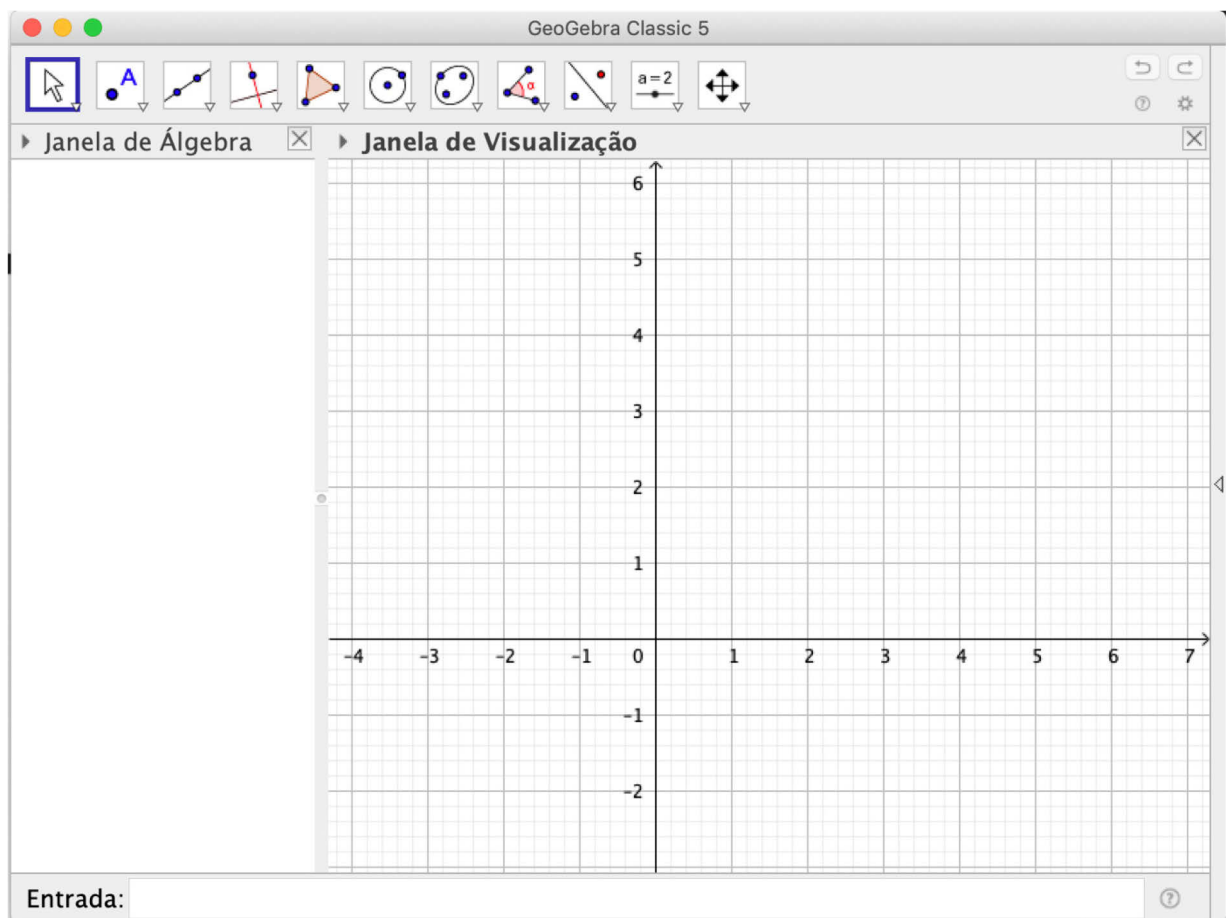 GeoGebra Classic 5
A
α
a=2
Janela de Álgebra
Janela de Visualização
6
5
4
3
2
1
-4 -3 -2 -1 0 1 2 3 4 5 6 7
-1
-2
Entrada: